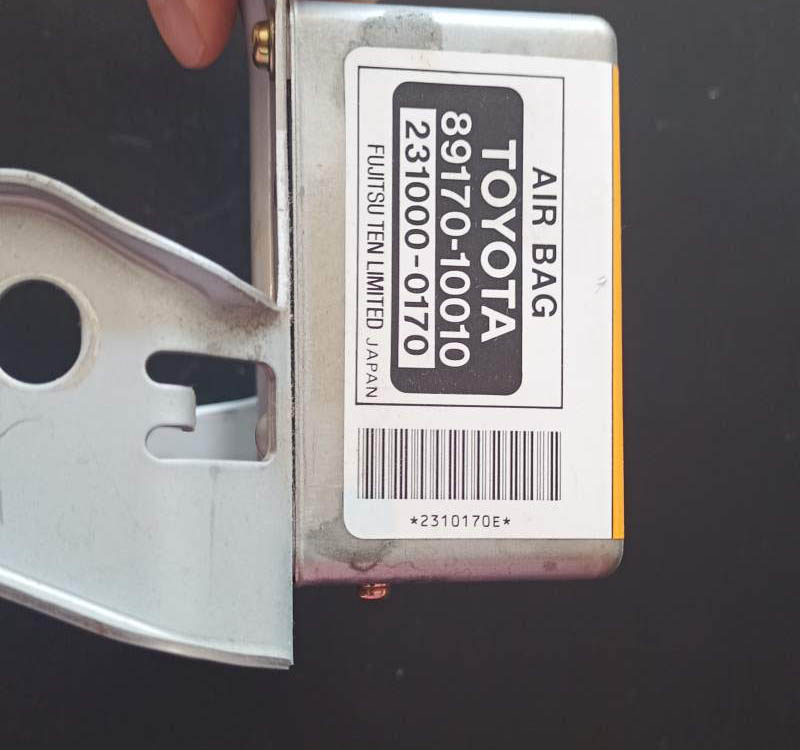 AIR BAG
TOYOTA
89170-10010
231000-0170
FUJITSU TEN LIMITED JAPAN
*2310170E*